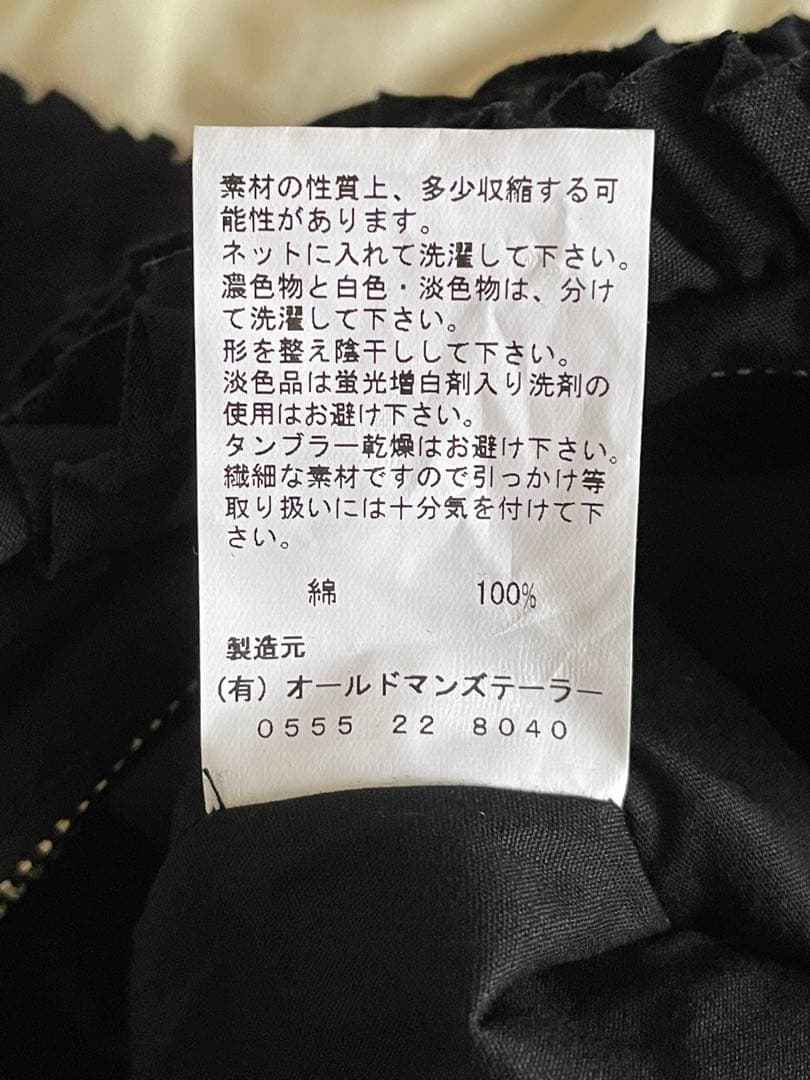 素材の性質上、多少収縮する可
能性があります。
ネットに入れて洗濯して下さい。
濃色物と白色・淡色物は、分け
て洗濯して下さい。
形を整え陰干しして下さい。
淡色品は蛍光増白剤入り洗剤の
使用はお避け下さい。
タンブラー乾燥はお避け下さい。
繊細な素材ですので引っかけ等
取り扱いには十分気を付けて下
さい。
綿 100%
製造元
(有) オールドマンズテーラー
0555 22 8040